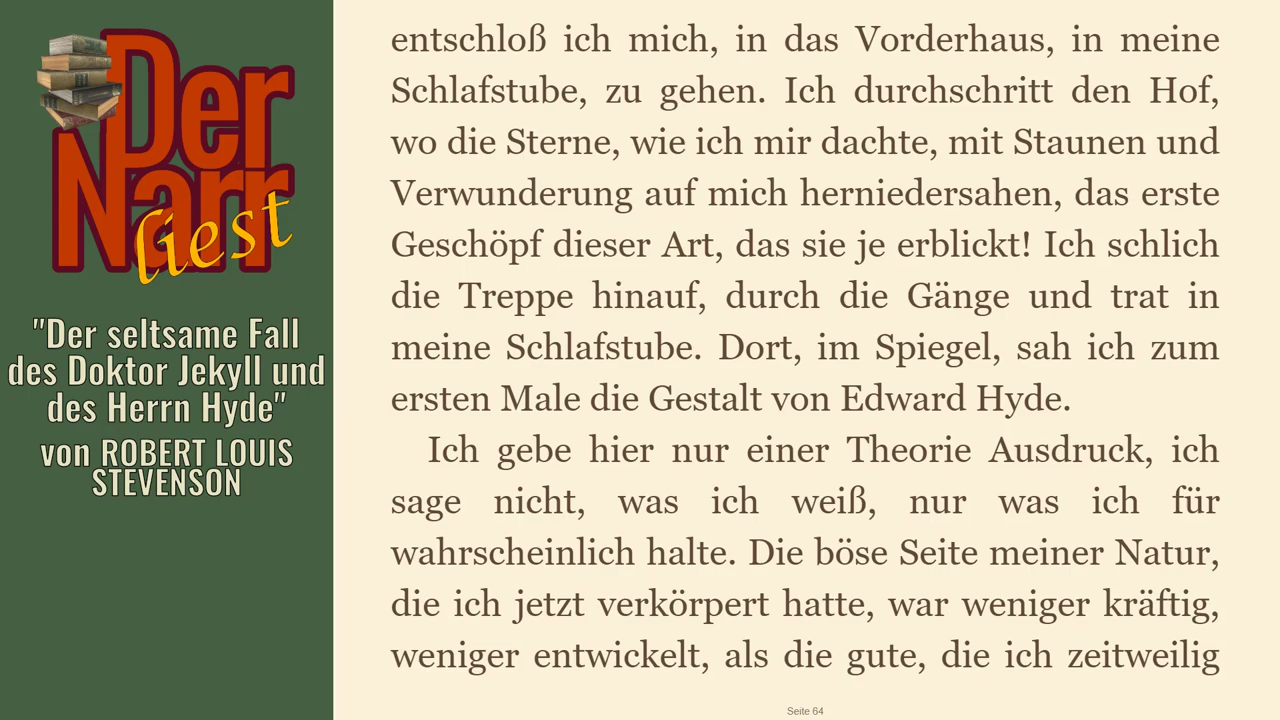 Der
Narr
liest
"Der seltsame Fall
des Doktor Jekyll und
des Herrn Hyde"
von ROBERT LOUIS
STEVENSON
entschloß ich mich, in das Vorderhaus, in meine
Schlafstube, zu gehen. Ich durchschritt den Hof,
wo die Sterne, wie ich mir dachte, mit Staunen und
Verwunderung auf mich herniedersahen, das erste
Geschöpf dieser Art, das sie je erblickt! Ich schlich
die Treppe hinauf, durch die Gänge und trat in
meine Schlafstube. Dort, im Spiegel, sah ich zum
ersten Male die Gestalt von Edward Hyde.
Ich gebe hier nur einer Theorie Ausdruck, ich
sage nicht, was ich weiß, nur was ich für
wahrscheinlich halte. Die böse Seite meiner Natur,
die ich jetzt verkörpert hatte, war weniger kräftig,
weniger entwickelt, als die gute, die ich zeitweilig
Seite 64